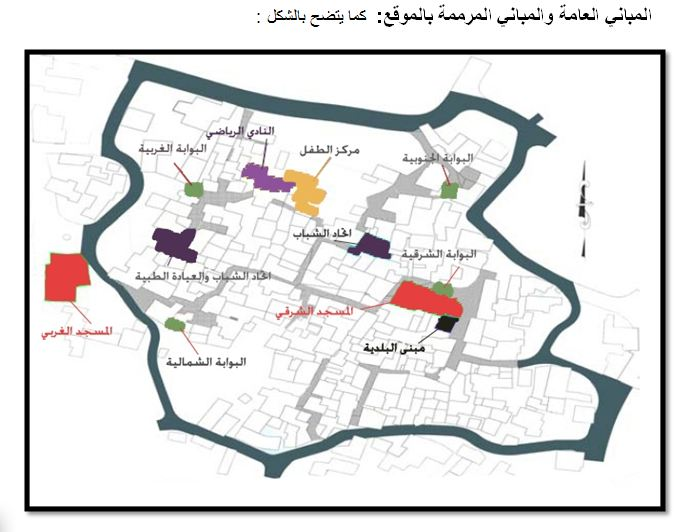 المباني العامة والمباني المرممة بالموقع: كما يتضح بالشكل :
النادي الرياضي
مركز الطفل
البوابة الغربية
البوابة الجنوبية
اتحاد الشباب
البوابة الشرقية
اتحاد الشباب والعيادة الطبية
المسجد الشرقي
المسجد الغربي
مبنى البلدية
البوابة الشمالية